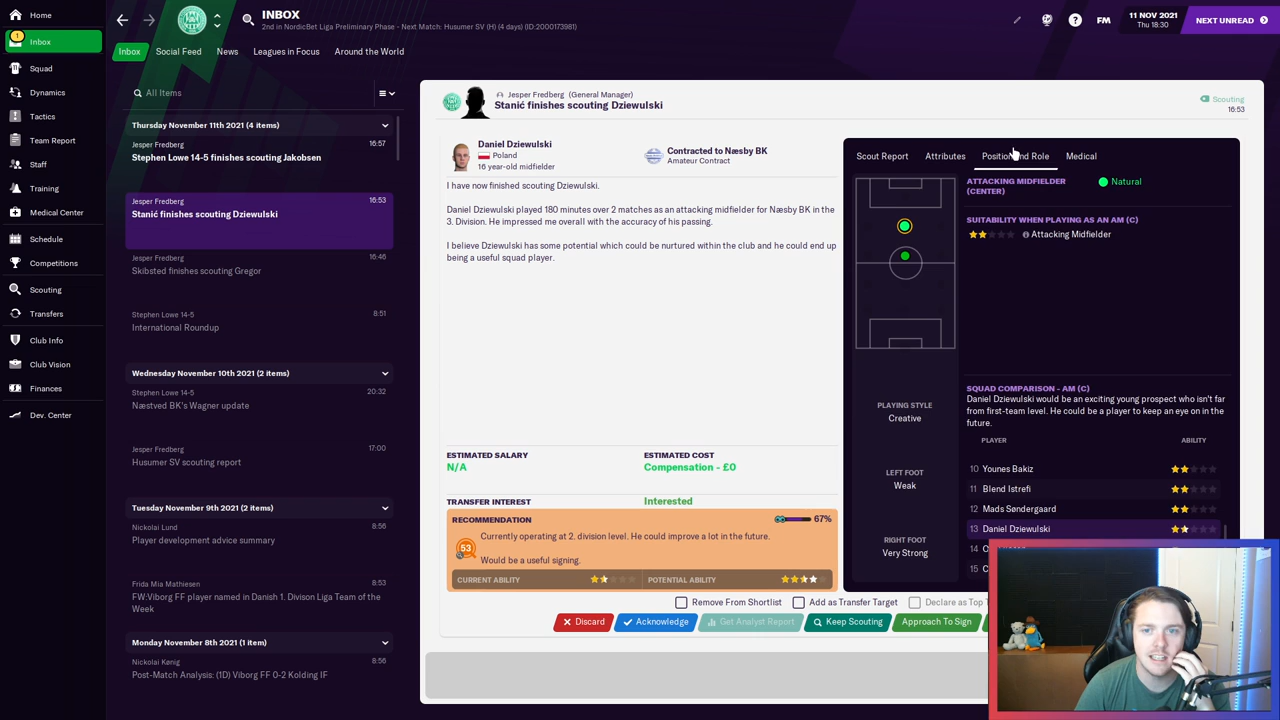 INBOX
2nd in NordicBet Liga Preliminary Phase - Next Match: Husumer SV (H) (4 days) (ID:2000173981)
FM
11 NOV 2021
Thu 18:30
NEXT UNREAD
Home
1
Inbox
Squad
Dynamics
Tactics
Team Report
Staff
Training
Medical Center
Schedule
Competitions
Scouting
Transfers
Club Info
Club Vision
Finances
Dev. Center
Inbox Social Feed News Leagues in Focus Around the World
All Items
Thursday November 11th 2021 (4 items)
Jesper Fredberg 16:57
Stephen Lowe 14-5 finishes scouting Jakobsen
Jesper Fredberg 16:53
Stanić finishes scouting Dziewulski
Jesper Fredberg 16:46
Skibsted finishes scouting Gregor
Stephen Lowe 14-5 8:51
International Roundup
Wednesday November 10th 2021 (2 items)
Stephen Lowe 14-5 20:32
Næstved BK's Wagner update
Jesper Fredberg 17:00
Husumer SV scouting report
Tuesday November 9th 2021 (2 items)
Nickolai Lund 8:56
Player development advice summary
Frida Mia Mathiesen 8:53
FW:Viborg FF player named in Danish 1. Divison Liga Team of the
Week
Monday November 8th 2021 (1 item)
Nickolai Kønig 8:56
Post-Match Analysis: (1D) Viborg FF 0-2 Kolding IF
Jesper Fredberg (General Manager)
Stanić finishes scouting Dziewulski
Scouting
16:53
Daniel Dziewulski
Poland
16 year-old midfielder
Contracted to Næsby BK
Amateur Contract
I have now finished scouting Dziewulski.
Daniel Dziewulski played 180 minutes over 2 matches as an attacking midfielder for Næsby BK in the
3. Division. He impressed me overall with the accuracy of his passing.
I believe Dziewulski has some potential which could be nurtured within the club and he could end up
being a useful squad player.
ESTIMATED SALARY
N/A
ESTIMATED COST
Compensation - £0
TRANSFER INTEREST
Interested
RECOMMENDATION 67%
53
Currently operating at 2. division level. He could improve a lot in the future.
Would be a useful signing.
CURRENT ABILITY POTENTIAL ABILITY
Scout Report Attributes Position and Role Medical
ATTACKING MIDFIELDER
(CENTER)
Natural
SUITABILITY WHEN PLAYING AS AN AM (C)
Attacking Midfielder
PLAYING STYLE
Creative
LEFT FOOT
Weak
RIGHT FOOT
Very Strong
SQUAD COMPARISON - AM (C)
Daniel Dziewulski would be an exciting young prospect who isn't far
from first-team level. He could be a player to keep an eye on in the
future.
PLAYER ABILITY
10 Younes Bakiz
11 Blend Istrefi
12 Mads Søndergaard
13 Daniel Dziewulski
14
15
Remove From Shortlist Add as Transfer Target Declare as Top
Discard Acknowledge Get Analyst Report Keep Scouting Approach To Sign